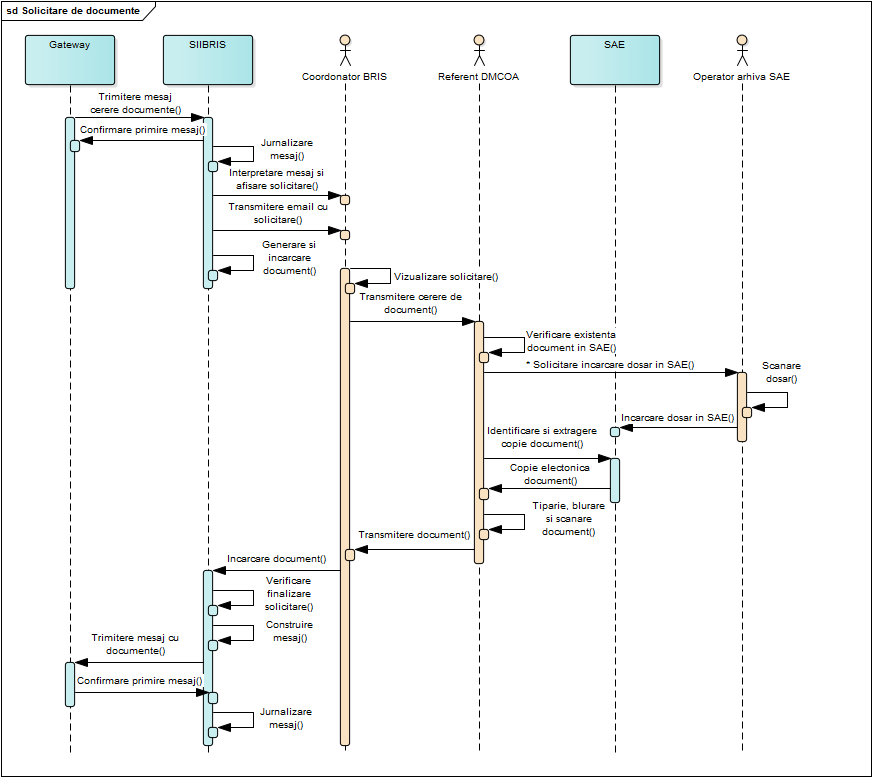 sd Solicitare de documente
Gateway
SIIBRIS
Coordonator BRIS
Referent DMCOA
SAE
Operator arhiva SAE
Trimitere mesaj
cerere documente()
Confirmare primire mesaj()
Jurnalizare
mesaj()
Interpretare mesaj si
afisare solicitare()
Transmitere email cu
solicitare()
Generare si
incarcare
document()
Vizualizare solicitare()
Transmitere cerere de
document()
Verificare existenta
document in SAE()
* Solicitare incarcare dosar in SAE()
Scanare
dosar()
Incarcare dosar in SAE()
Identificare si extragere
copie document()
Copie electonica
document()
Tiparie, blurare
si scanare
document()
Transmitere document()
Incarcare document()
Verificare
finalizare
solicitare()
Construire
mesaj()
Trimitere mesaj cu
documente()
Confirmare primire mesaj()
Jurnalizare
mesaj()